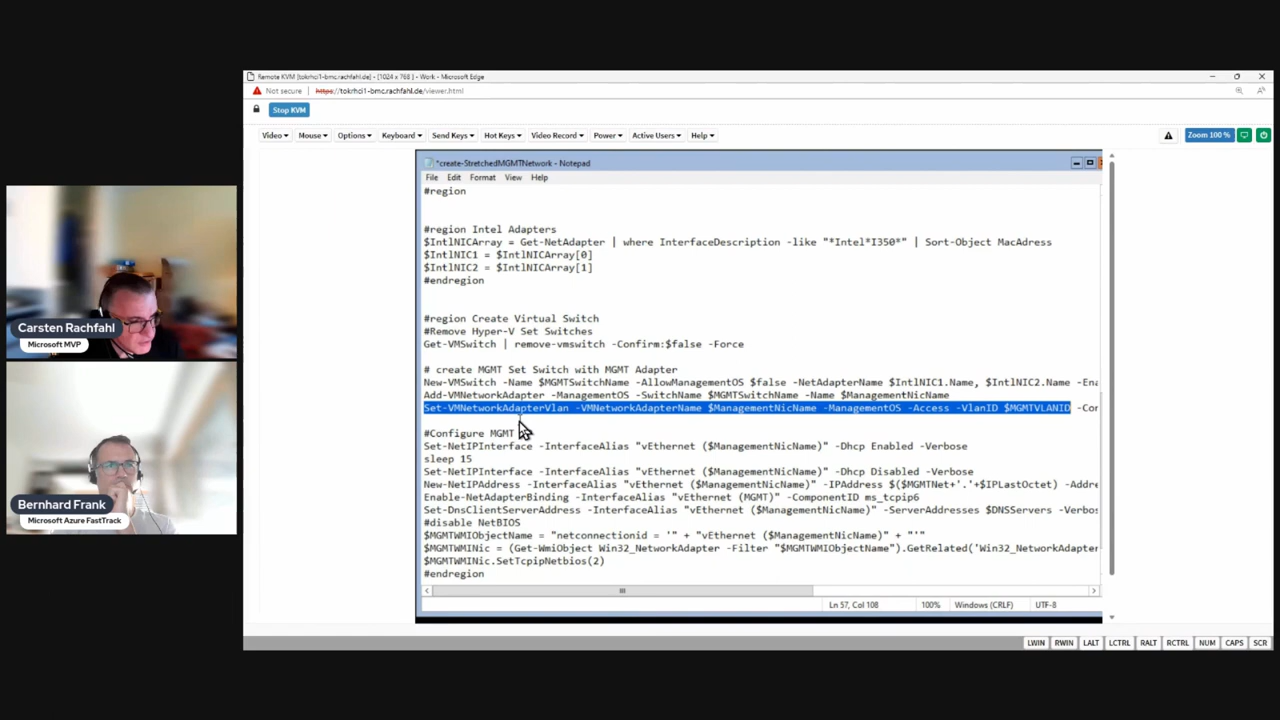 Remote KVM [tokrhci1-bmc.rachfahl.de] - [1024 x 768 ] - Work - Microsoft Edge
Not secure https://tokrhci1-bmc.rachfahl.de/viewer.html
Stop KVM
Video Mouse Options Keyboard Send Keys Hot Keys Video Record Power Active Users Help Zoom 100 %
*create-StretchedMGMTNetwork - Notepad
File Edit Format View Help
#region
#region Intel Adapters
$IntlNICArray = Get-NetAdapter | where InterfaceDescription -like "*Intel*I350*" | Sort-Object MacAdress
$IntlNIC1 = $IntlNICArray[0]
$IntlNIC2 = $IntlNICArray[1]
#endregion
#region Create Virtual Switch
#Remove Hyper-V Set Switches
Get-VMSwitch | remove-vmswitch -Confirm:$false -Force
# create MGMT Set Switch with MGMT Adapter
New-VMSwitch -Name $MGMTSwitchName -AllowManagementOS $false -NetAdapterName $IntlNIC1.Name, $IntlNIC2.Name -Ena
Add-VMNetworkAdapter -ManagementOS -SwitchName $MGMTSwitchName -Name $ManagementNicName
Set-VMNetworkAdapterVlan -VMNetworkAdapterName $ManagementNicName -ManagementOS -Access -VlanID $MGMTVLANID -Con
#Configure MGMT
Set-NetIPInterface -InterfaceAlias "vEthernet ($ManagementNicName)" -Dhcp Enabled -Verbose
sleep 15
Set-NetIPInterface -InterfaceAlias "vEthernet ($ManagementNicName)" -Dhcp Disabled -Verbose
New-NetIPAddress -InterfaceAlias "vEthernet ($ManagementNicName)" -IPAddress $($MGMTNet+'.'+$IPLastOctet) -Addre
Enable-NetAdapterBinding -InterfaceAlias "vEthernet (MGMT)" -ComponentID ms_tcpip6
Set-DnsClientServerAddress -InterfaceAlias "vEthernet ($ManagementNicName)" -ServerAddresses $DNSServers -Verbos
#disable NetBIOS
$MGMTWMIObjectName = "netconnectionid = '" + "vEthernet ($ManagementNicName)" + "'"
$MGMTWMINic = (Get-WmiObject Win32_NetworkAdapter -Filter "$MGMTWMIObjectName").GetRelated('Win32_NetworkAdapter
$MGMTWMINic.SetTcpipNetbios(2)
#endregion
Ln 57, Col 108 100% Windows (CRLF) UTF-8
LWIN RWIN LALT LCTRL RALT RCTRL NUM CAPS SCR
Carsten Rachfahl
Microsoft MVP
Bernhard Frank
Microsoft Azure FastTrack